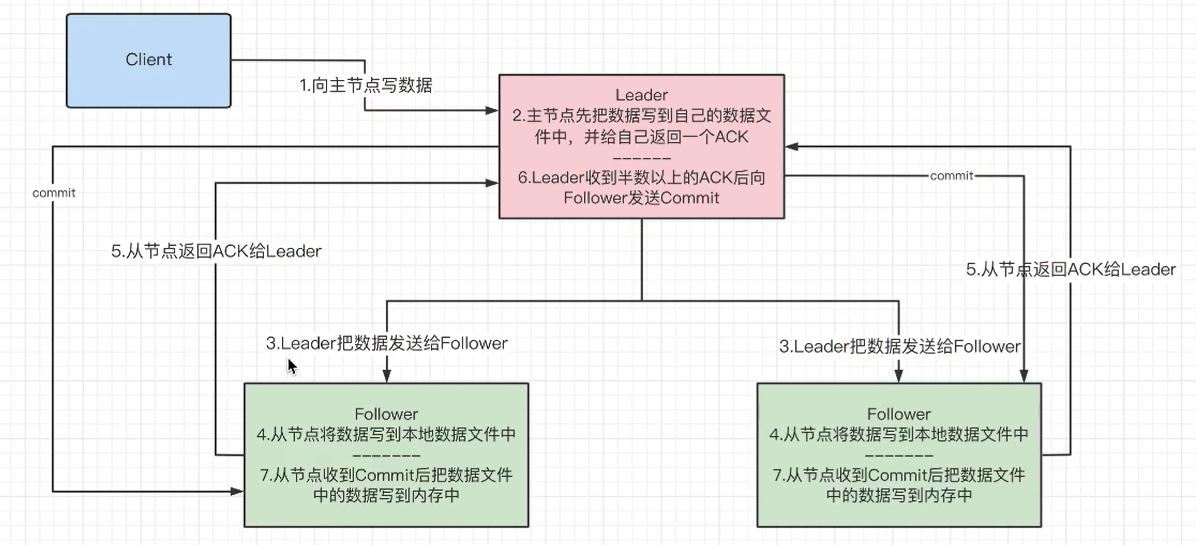 Client
1.向主节点写数据
Leader
2.主节点先把数据写到自己的数据文
件中，并给自己返回一个ACK
------
6.Leader收到半数以上的ACK后向
Follower发送Commit
commit
commit
5.从节点返回ACK给Leader
5.从节点返回ACK给Leader
3.Leader把数据发送给Follower
3.Leader把数据发送给Follower
Follower
4.从节点将数据写到本地数据文件中
-------
7.从节点收到Commit后把数据文件
中的数据写到内存中
Follower
4.从节点将数据写到本地数据文件中
-------
7.从节点收到Commit后把数据文件
中的数据写到内存中